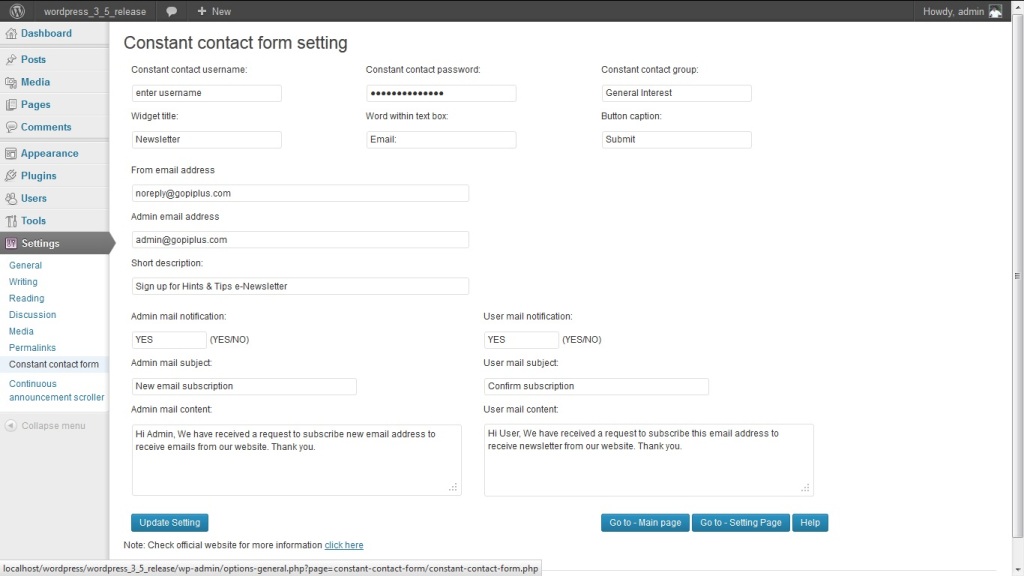 wordpress_3_5_release + New Howdy, admin
Dashboard
Posts
Media
Pages
Comments
Appearance
Plugins
Users
Tools
Settings
General
Writing
Reading
Discussion
Media
Permalinks
Constant contact form
Continuous
announcement scroller
Collapse menu
Constant contact form setting
Constant contact username: Constant contact password: Constant contact group:
enter username ●●●●●●●●●●●●●● General Interest
Widget title: Word within text box: Button caption:
Newsletter Email: Submit
From email address
noreply@gopiplus.com
Admin email address
admin@gopiplus.com
Short description:
Sign up for Hints & Tips e-Newsletter
Admin mail notification: User mail notification:
YES (YES/NO) YES (YES/NO)
Admin mail subject: User mail subject:
New email subscription Confirm subscription
Admin mail content: User mail content:
Hi Admin, We have received a request to subscribe new email address to
receive emails from our website. Thank you.
Hi User, We have received a request to subscribe this email address to
receive newsletter from our website. Thank you.
Update Setting Go to - Main page Go to - Setting Page Help
Note: Check official website for more information click here
localhost/wordpress/wordpress_3_5_release/wp-admin/options-general.php?page=constant-contact-form/constant-contact-form.php